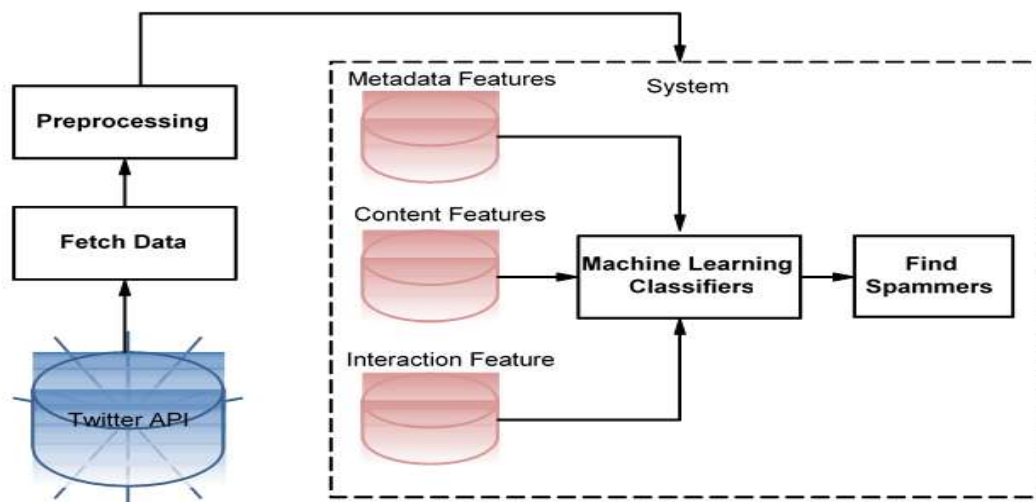 Metadata Features
System
Preprocessing
Content Features
Fetch Data
Machine Learning
Classifiers
Find
Spammers
Interaction Feature
Twitter API